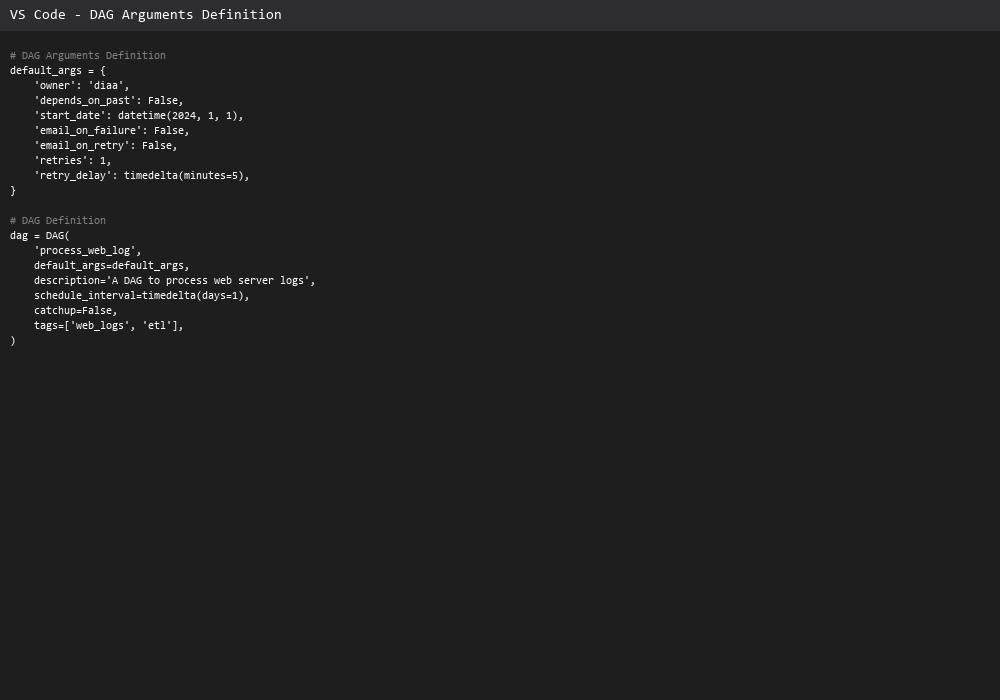 VS Code - DAG Arguments Definition
# DAG Arguments Definition
default_args = {
    'owner': 'diaa',
    'depends_on_past': False,
    'start_date': datetime(2024, 1, 1),
    'email_on_failure': False,
    'email_on_retry': False,
    'retries': 1,
    'retry_delay': timedelta(minutes=5),
}
# DAG Definition
dag = DAG(
    'process_web_log',
    default_args=default_args,
    description='A DAG to process web server logs',
    schedule_interval=timedelta(days=1),
    catchup=False,
    tags=['web_logs', 'etl'],
)